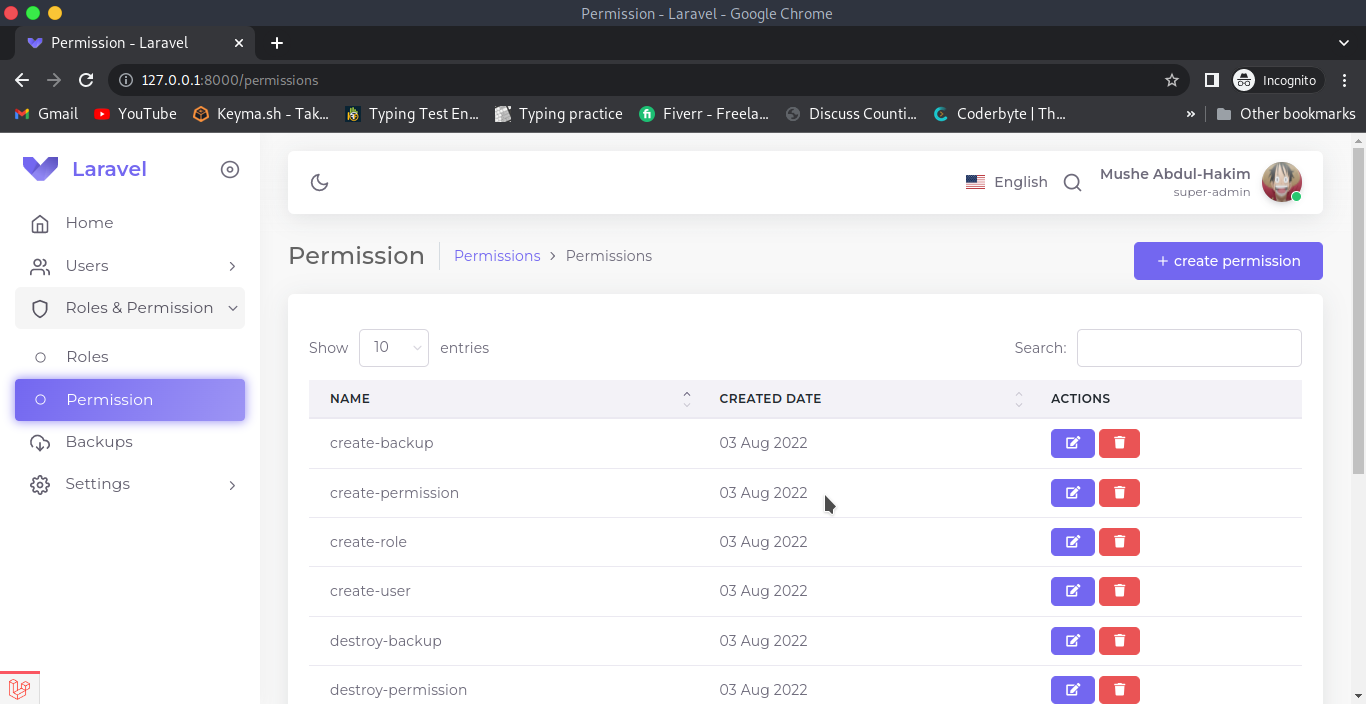 Permission - Laravel - Google Chrome
Permission - Laravel
127.0.0.1:8000/permissions
Incognito
Gmail
YouTube
Keyma.sh - Tak...
Typing Test En...
Typing practice
Fiverr - Freela...
Discuss Counti...
Coderbyte | Th...
»
Other bookmarks
Laravel
Home
Users
Roles & Permission
Roles
Permission
Backups
Settings
English
Mushe Abdul-Hakim
super-admin
Permission
Permissions > Permissions
+ create permission
Show 10 entries
Search:
NAME CREATED DATE ACTIONS
create-backup 03 Aug 2022
create-permission 03 Aug 2022
create-role 03 Aug 2022
create-user 03 Aug 2022
destroy-backup 03 Aug 2022
destroy-permission 03 Aug 2022